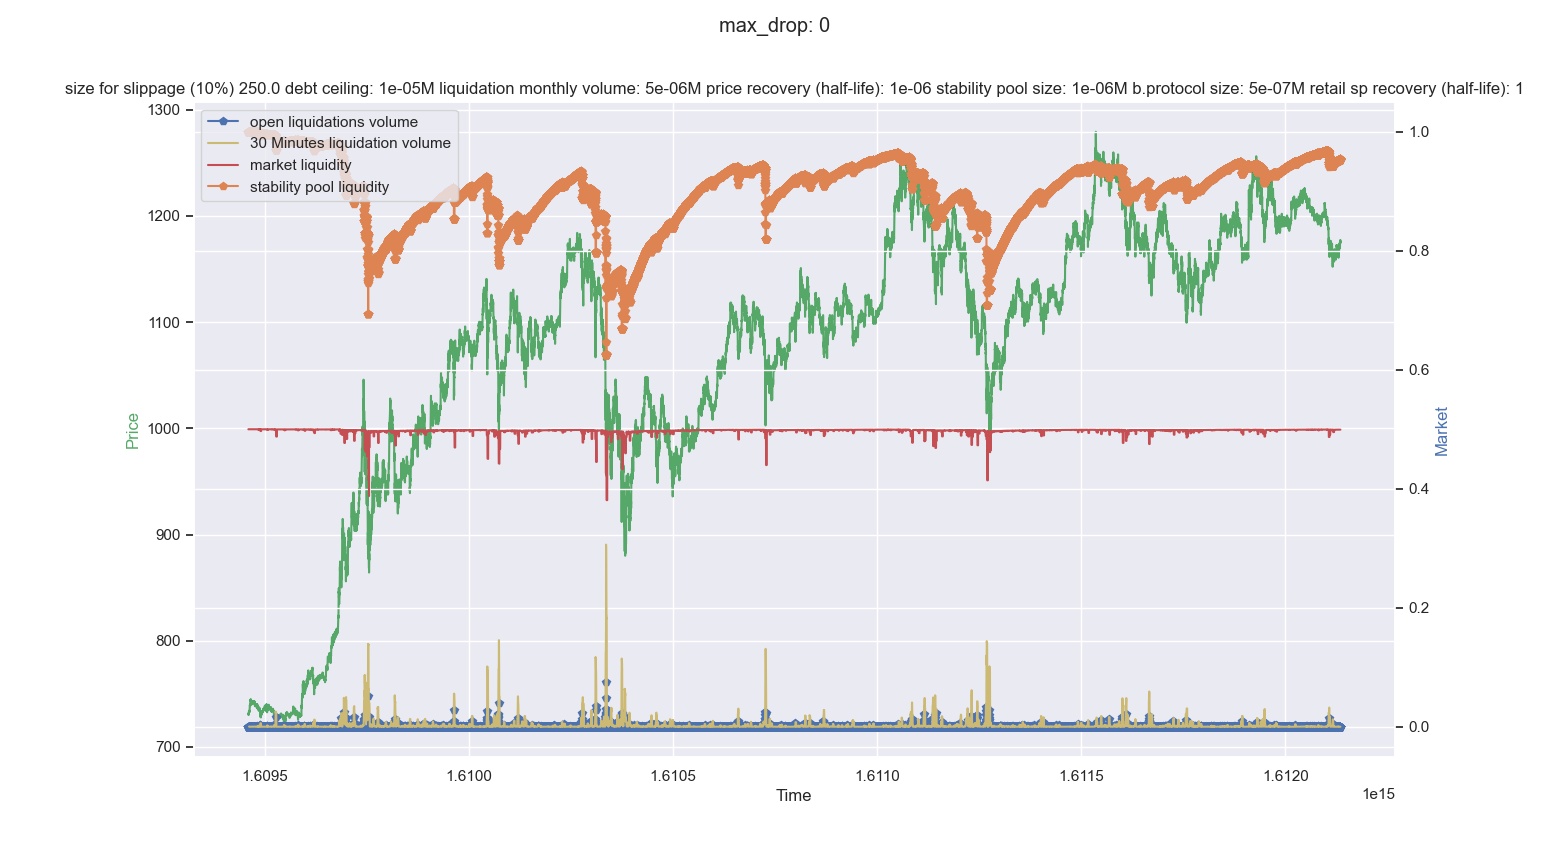 max_drop: 0
size for slippage (10%) 250.0 debt ceiling: 1e-05M liquidation monthly volume: 5e-06M price recovery (half-life): 1e-06 stability pool size: 1e-06M b.protocol size: 5e-07M retail sp recovery (half-life): 1
open liquidations volume
30 Minutes liquidation volume
market liquidity
stability pool liquidity
1300
1200
1100
1000
900
800
700
Price
1.0
0.8
0.6
0.4
0.2
0.0
Market
1.6095 1.6100 1.6105 1.6110 1.6115 1.6120
Time
1e15